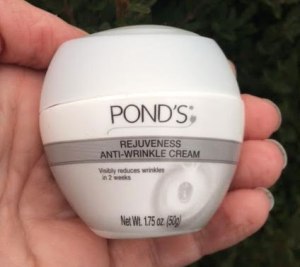 POND'S
REJUVENESS
ANTI-WRINKLE CREAM
Visibly reduces wrinkles
in 2 weeks
Net Wt. 1.75 oz. (50g)